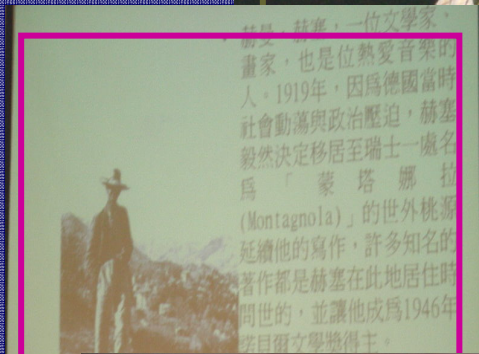 赫曼．赫塞，一位文學家、
畫家，也是位熱愛音樂的
人。1919年，因爲德國當時
社會動蕩與政治壓迫，赫塞
毅然決定移居至瑞士一處名
爲「蒙塔娜拉
(Montagnola)」的世外桃源
延續他的寫作，許多知名的
著作都是赫塞在此地居住時
問世的，並讓他成爲1946年
諾貝爾文學獎得主。